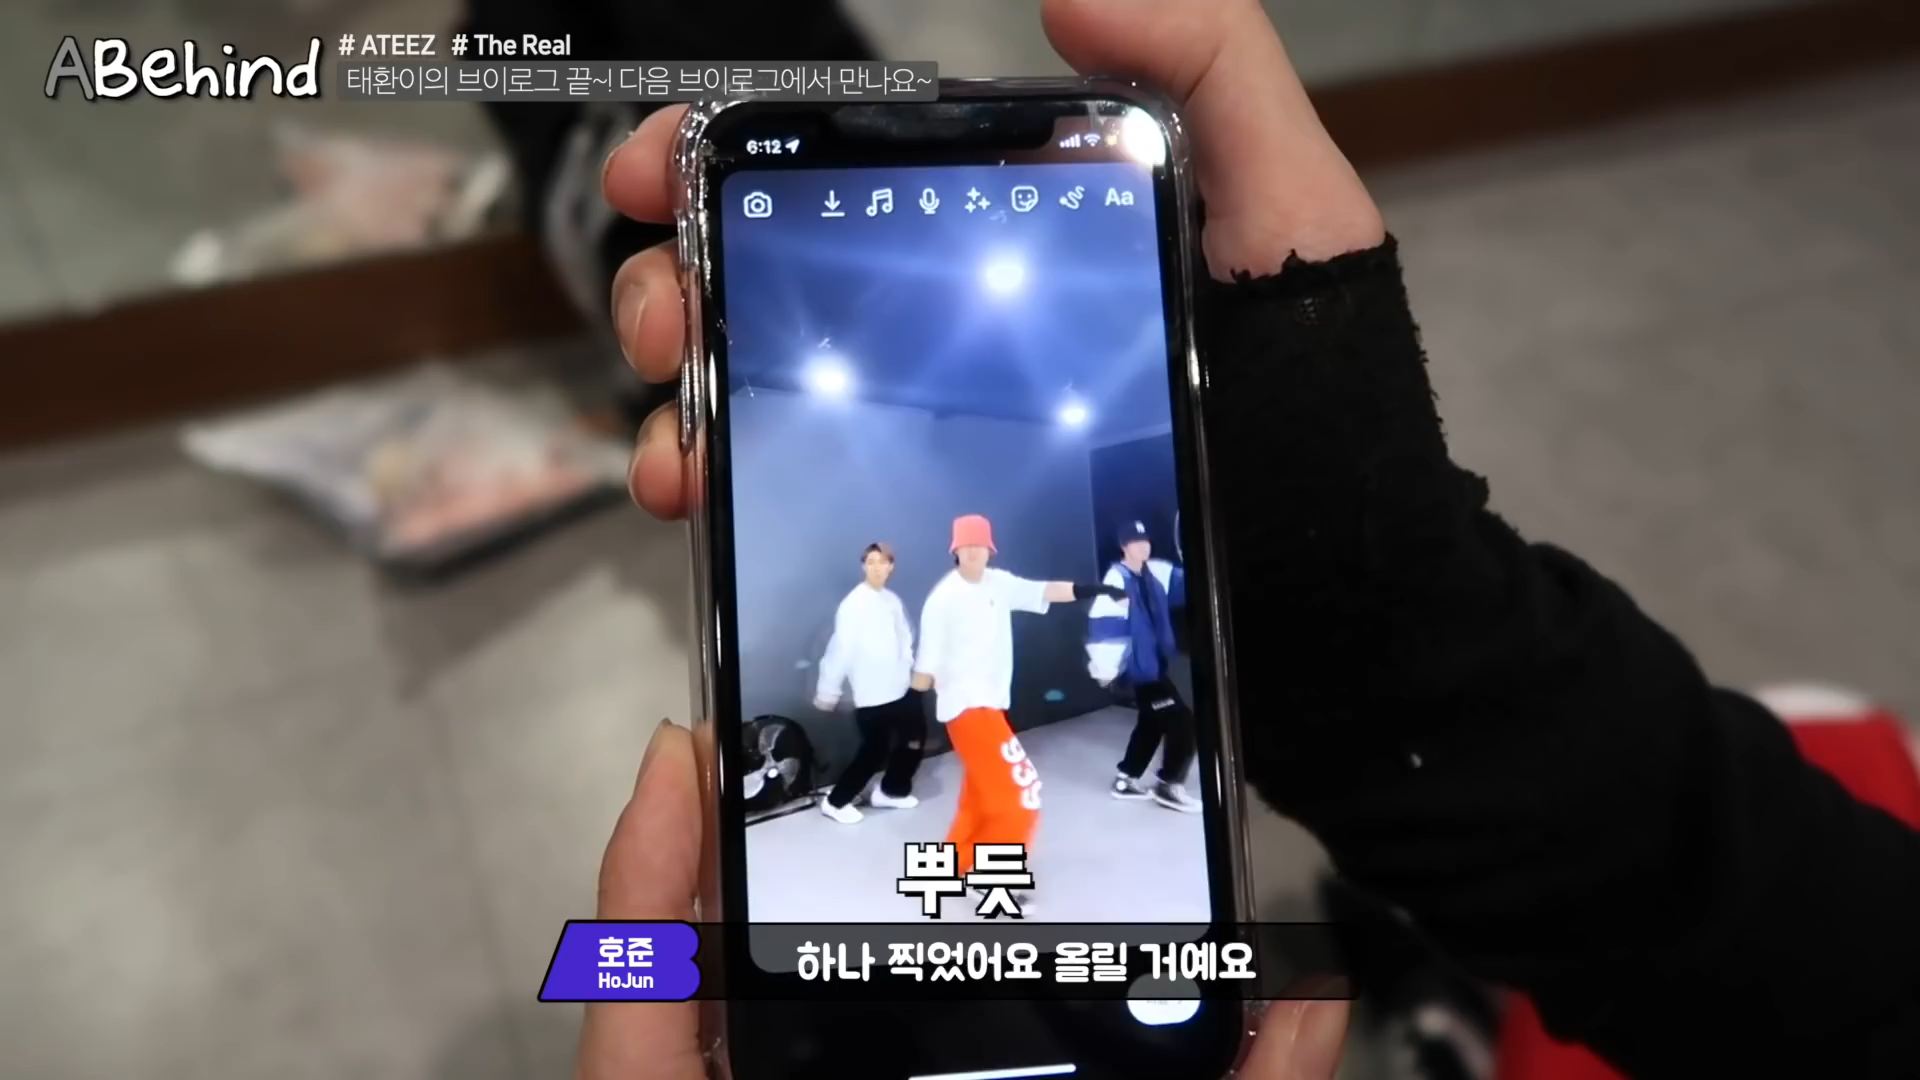 ABehind
# ATEEZ # The Real
태환이의 브이로그 끝~! 다음 브이로그에서 만나요~
6:12
Aa
935
뿌듯
호준
HoJun
하나 찍었어요 올릴 거예요